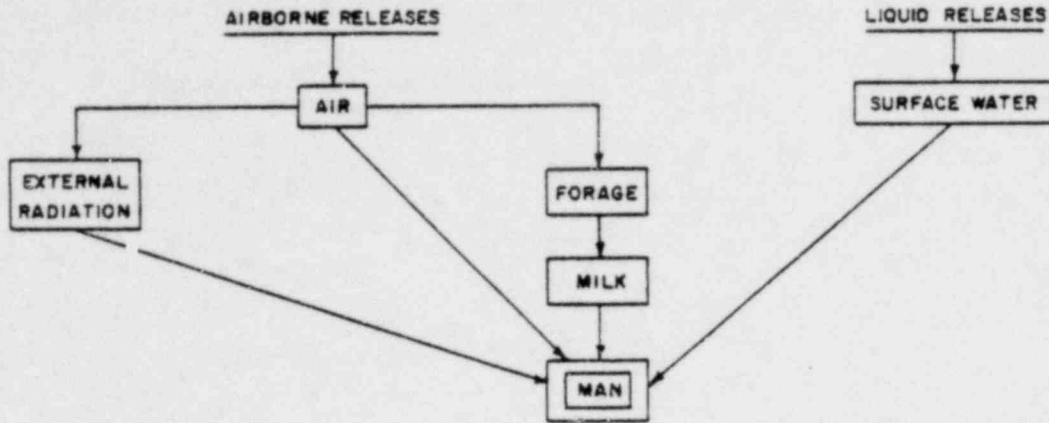 AIRBORNE RELEASES
LIQUID RELEASES
AIR
SURFACE WATER
EXTERNAL
RADIATION
FORAGE
MILK
MAN